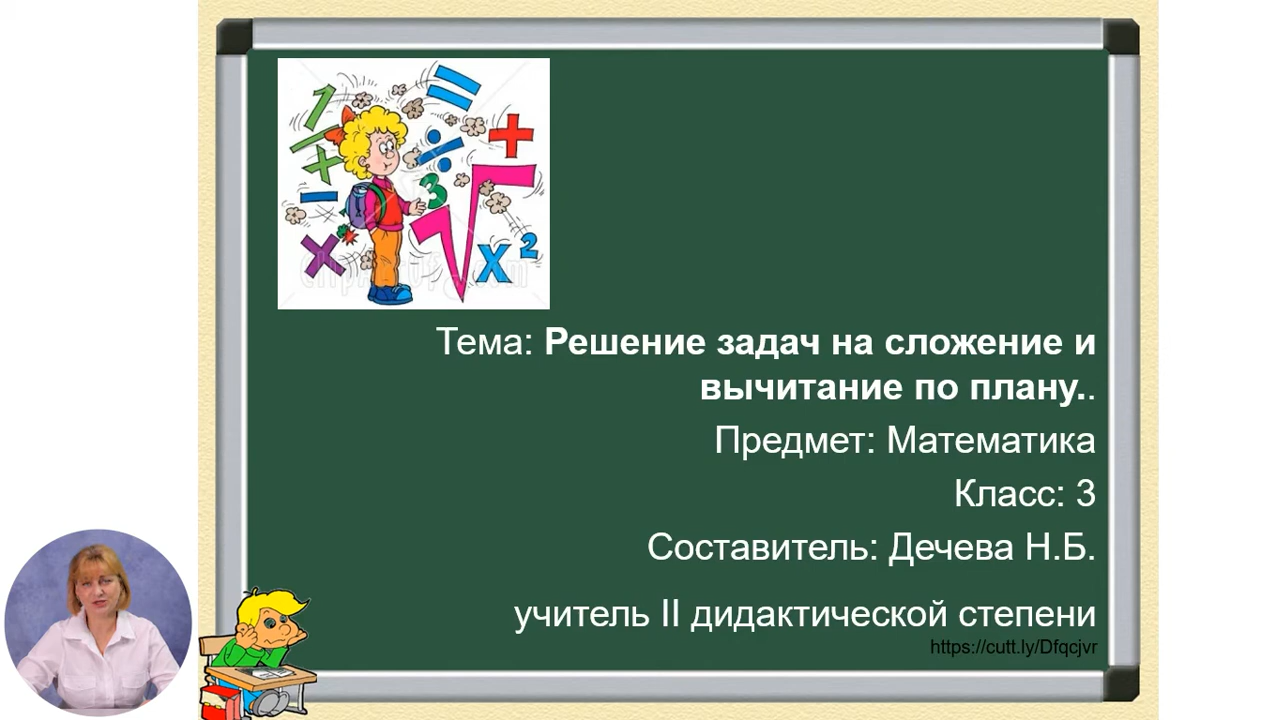 Тема: Решение задач на сложение и
вычитание по плану..
Предмет: Математика
Класс: 3
Составитель: Дечева Н.Б.
учитель II дидактической степени
https://cutt.ly/Dfqcjvr